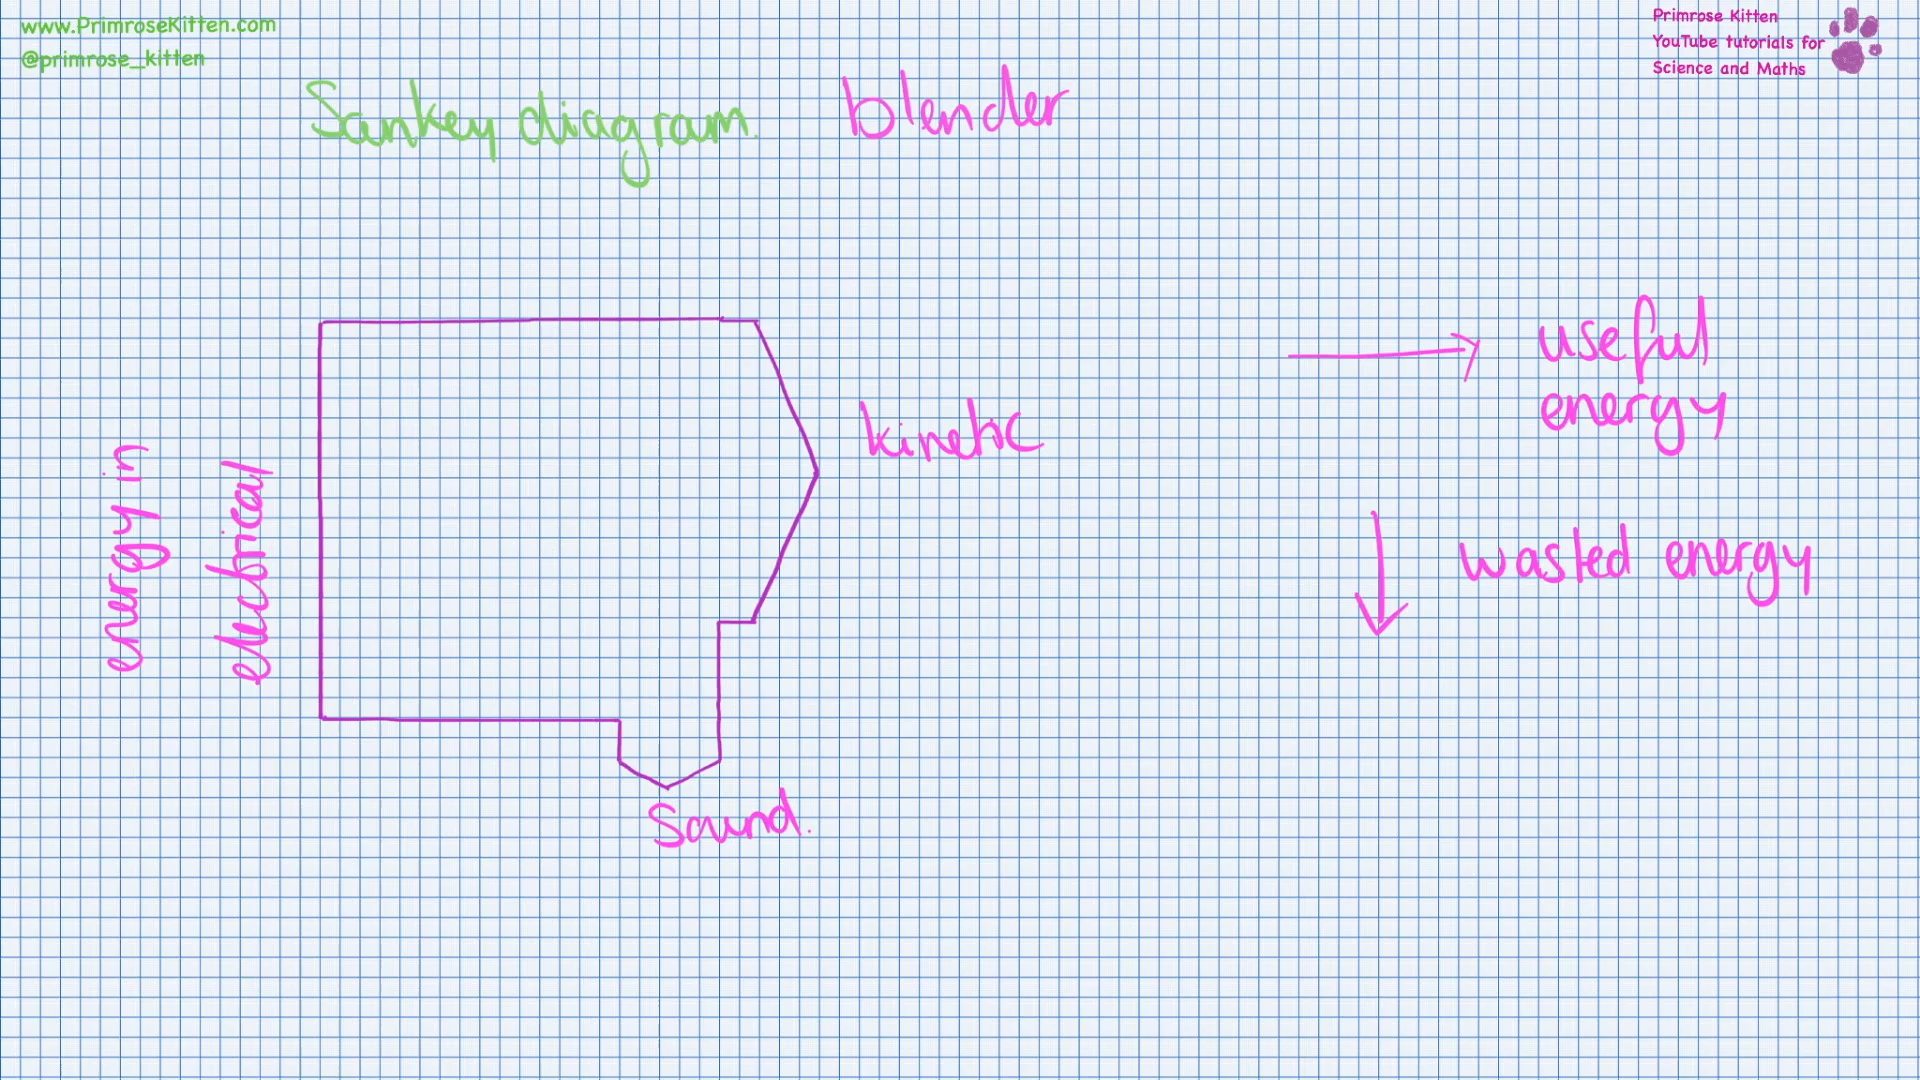 www.PrimroseKitten.com
@primrose_kitten
Primrose Kitten
YouTube tutorials for
Science and Maths
Sankey diagram. blender
useful
energy
kinetic
energy in
electrical
wasted energy
Sound.